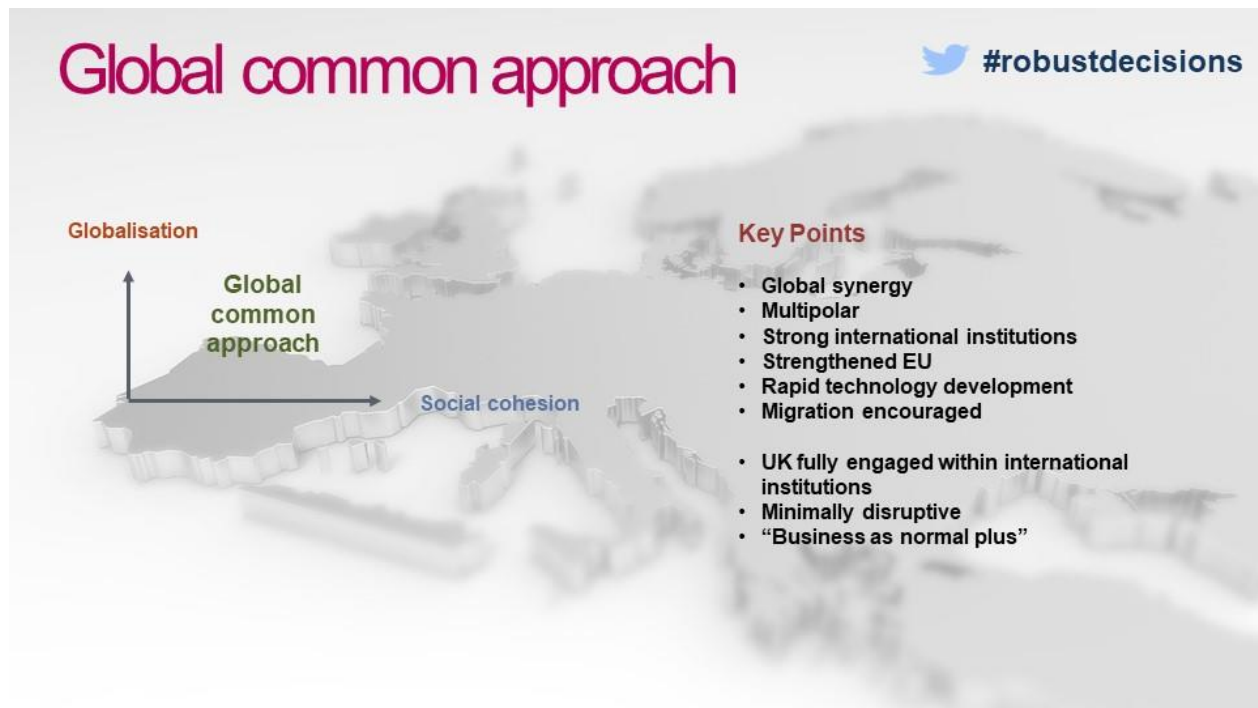 Global common approach
#robustdecisions
Globalisation
Global
common
approach
Social cohesion
Key Points
• Global synergy
• Multipolar
• Strong international institutions
• Strengthened EU
• Rapid technology development
• Migration encouraged
• UK fully engaged within international
institutions
• Minimally disruptive
• “Business as normal plus”